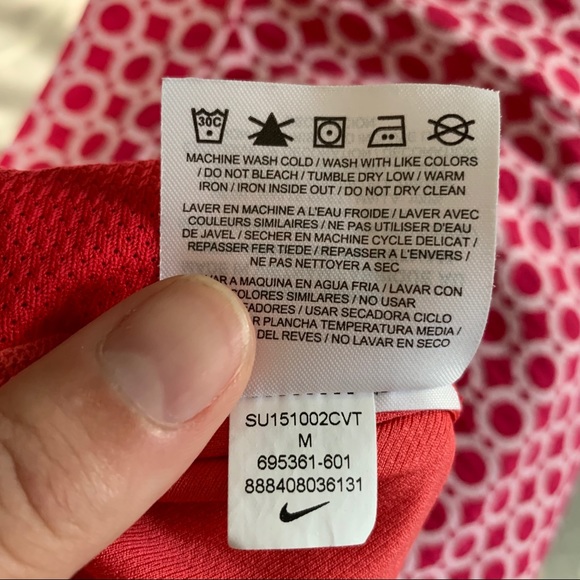 30C
MACHINE WASH COLD / WASH WITH LIKE COLORS
/ DO NOT BLEACH / TUMBLE DRY LOW / WARM
IRON / IRON INSIDE OUT / DO NOT DRY CLEAN
LAVER EN MACHINE A L'EAU FROIDE / LAVER AVEC
COULEURS SIMILAIRES / NE PAS UTILISER D'EAU
DE JAVEL / SECHER EN MACHINE CYCLE DELICAT /
REPASSER FER TIEDE / REPASSER A L'ENVERS /
NE PAS NETTOYER A SEC
A MAQUINA EN AGUA FRIA / LAVAR CON
COLORES SIMILARES / NO USAR
/ USAR SECADORA CICLO
PLANCHA TEMPERATURA MEDIA /
DEL REVES / NO LAVAR EN SECO
SU151002CVT
M
695361-601
888408036131